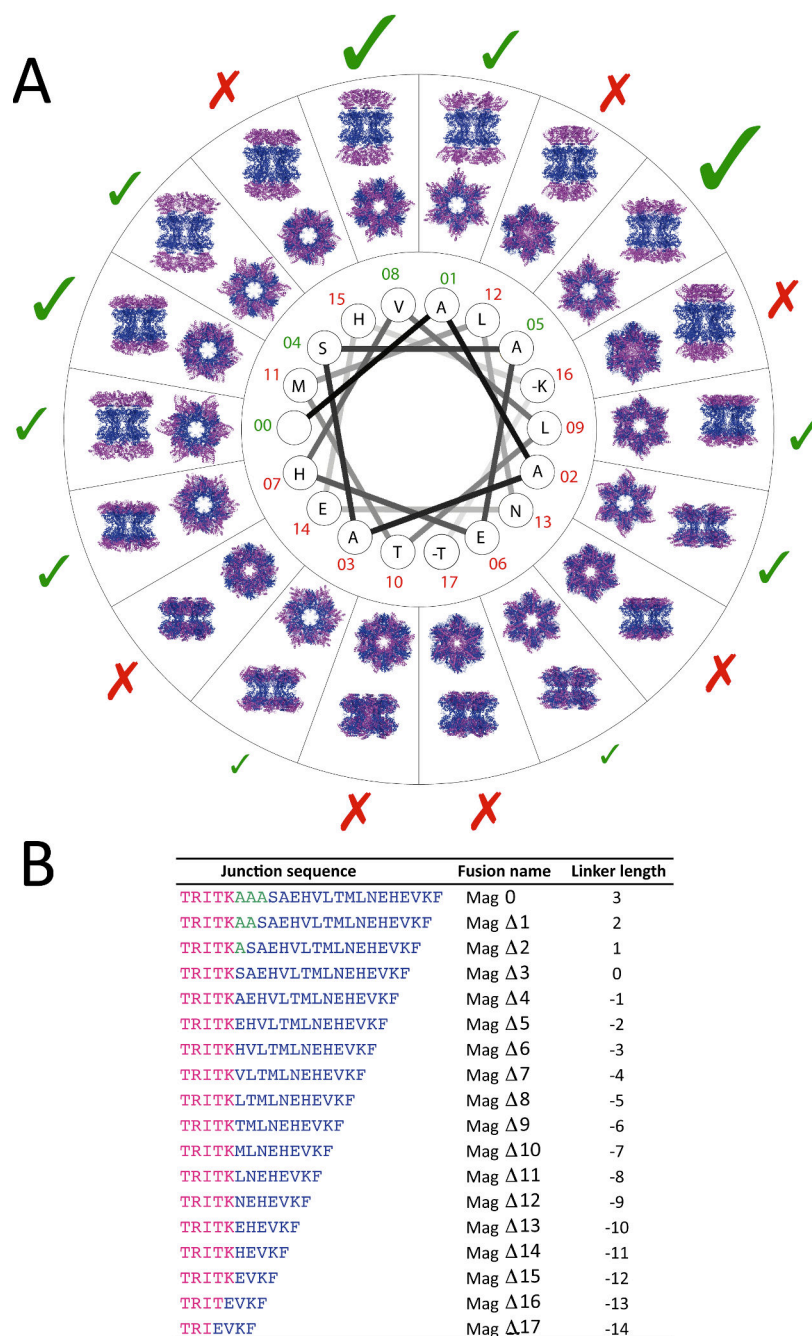 A
08 01
15 V A 12
H L
04 S A 05
11 M -K 16
00 L 09
07 H A 02
14 E N 13
A T -T E
03 10 17 06
B
Junction sequence Fusion name Linker length
TRITKAAASAEHVLTMLNEHEVKF Mag 0 3
TRITKAASAEHVLTMLNEHEVKF Mag Δ1 2
TRITKASAEHVLTMLNEHEVKF Mag Δ2 1
TRITKSAEHVLTMLNEHEVKF Mag Δ3 0
TRITKAEHVLTMLNEHEVKF Mag Δ4 -1
TRITKEHVLTMLNEHEVKF Mag Δ5 -2
TRITKHVLTMLNEHEVKF Mag Δ6 -3
TRITKVLTMLNEHEVKF Mag Δ7 -4
TRITKLTMLNEHEVKF Mag Δ8 -5
TRITKTMLNEHEVKF Mag Δ9 -6
TRITKMLNEHEVKF Mag Δ10 -7
TRITKLNEHEVKF Mag Δ11 -8
TRITKNEHEVKF Mag Δ12 -9
TRITKEHEVKF Mag Δ13 -10
TRITKHEVKF Mag Δ14 -11
TRITKEVKF Mag Δ15 -12
TRITEVKF Mag Δ16 -13
TRIEVKF Mag Δ17 -14